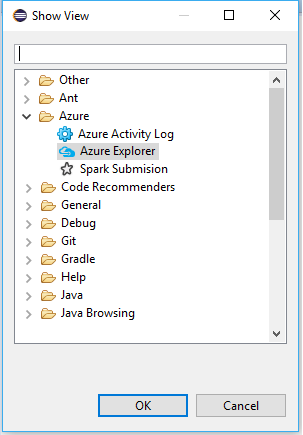 Show View
Other
Ant
Azure
Azure Activity Log
Azure Explorer
Spark Submision
Code Recommenders
General
Debug
Git
Gradle
Help
Java
Java Browsing
OK
Cancel